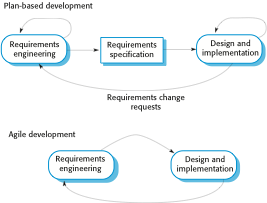 Plan-based development
Requirements
engineering
Requirements
specification
Design and
implementation
Requirements change
requests
Agile development
Requirements
engineering
Design and
implementation